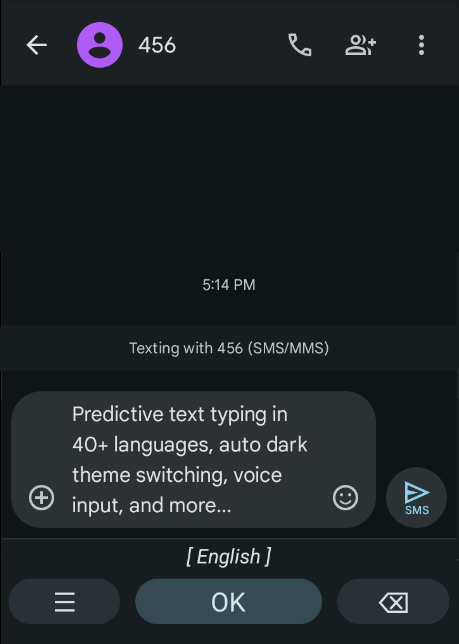 456
5:14 PM
Texting with 456 (SMS/MMS)
Predictive text typing in
40+ languages, auto dark
theme switching, voice
input, and more...
SMS
[ English ]
OK